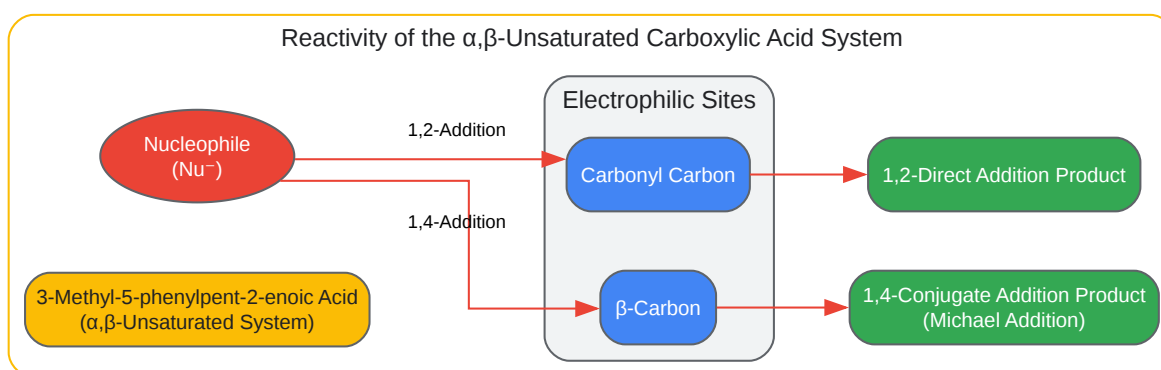 Reactivity of the α,β-Unsaturated Carboxylic Acid System
Electrophilic Sites
1,2-Addition
Nucleophile
(Nu⁻)
Carbonyl Carbon
1,2-Direct Addition Product
1,4-Addition
3-Methyl-5-phenylpent-2-enoic Acid
(α,β-Unsaturated System)
β-Carbon
1,4-Conjugate Addition Product
(Michael Addition)